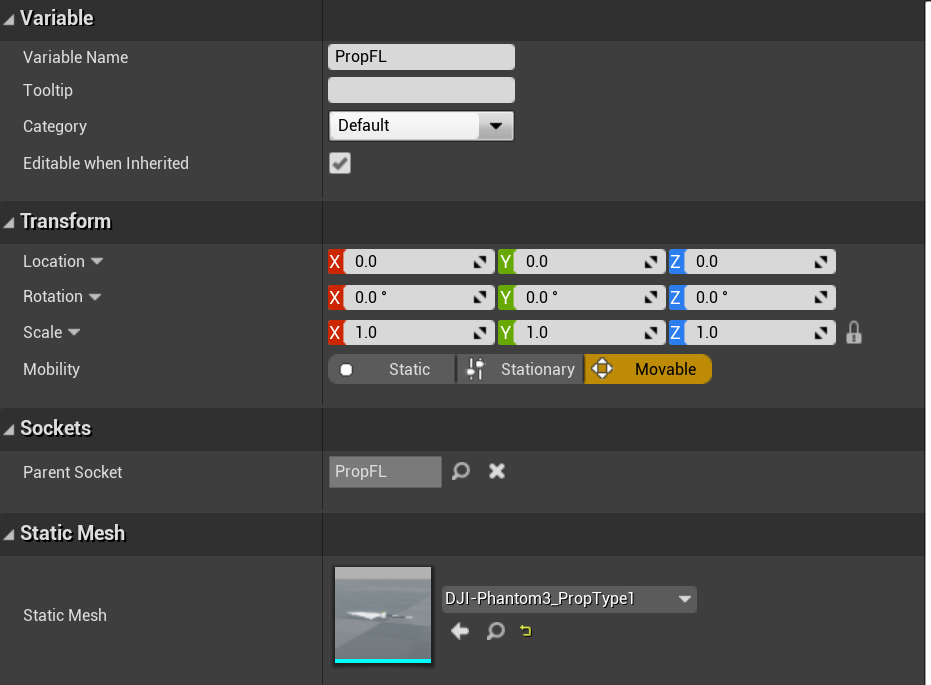 Variable
Variable Name PropFL
Tooltip
Category Default
Editable when Inherited
Transform
Location X 0.0 Y 0.0 Z 0.0
Rotation X 0.0 ° Y 0.0 ° Z 0.0 °
Scale X 1.0 Y 1.0 Z 1.0
Mobility Static Stationary Movable
Sockets
Parent Socket PropFL
Static Mesh
Static Mesh DJI-Phantom3_PropType1